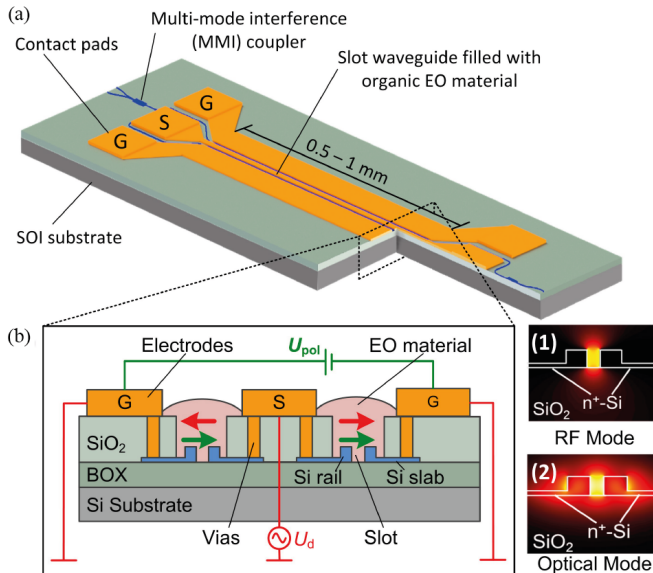 (a)
Multi-mode interference
(MMI) coupler
Contact pads
Slot waveguide filled with
organic EO material
G
S
G
0.5 – 1 mm
SOI substrate
(b)
Electrodes
Upol
EO material
G
S
G
SiO2
BOX
Si rail
Si slab
Si Substrate
Vias
Ud
Slot
(1)
n+-Si
SiO2
RF Mode
(2)
n+-Si
SiO2
Optical Mode